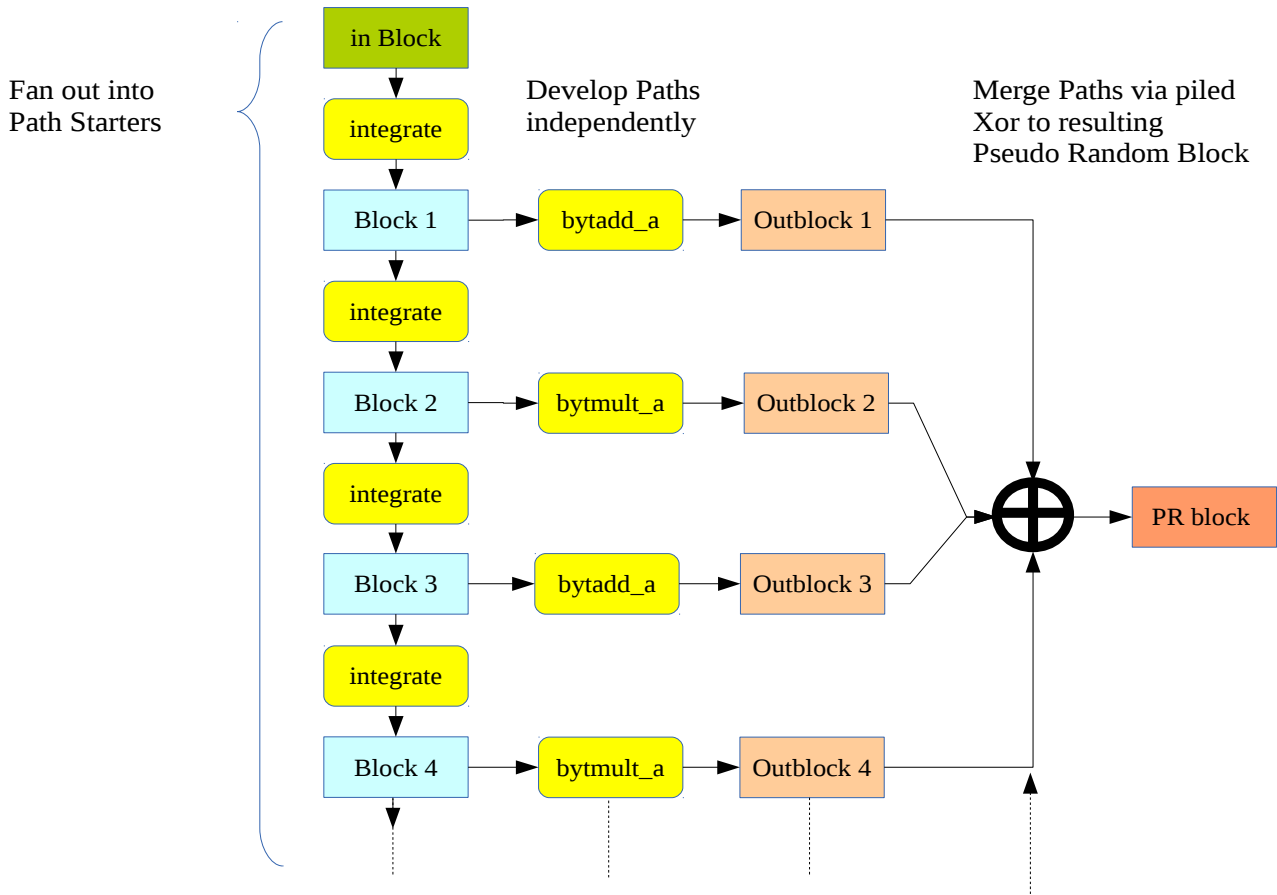 in Block
Fan out into
Path Starters
Develop Paths
independently
Merge Paths via piled
Xor to resulting
Pseudo Random Block
integrate
Block 1
bytadd_a
Outblock 1
integrate
Block 2
bytmult_a
Outblock 2
integrate
PR block
Block 3
bytadd_a
Outblock 3
integrate
Block 4
bytmult_a
Outblock 4